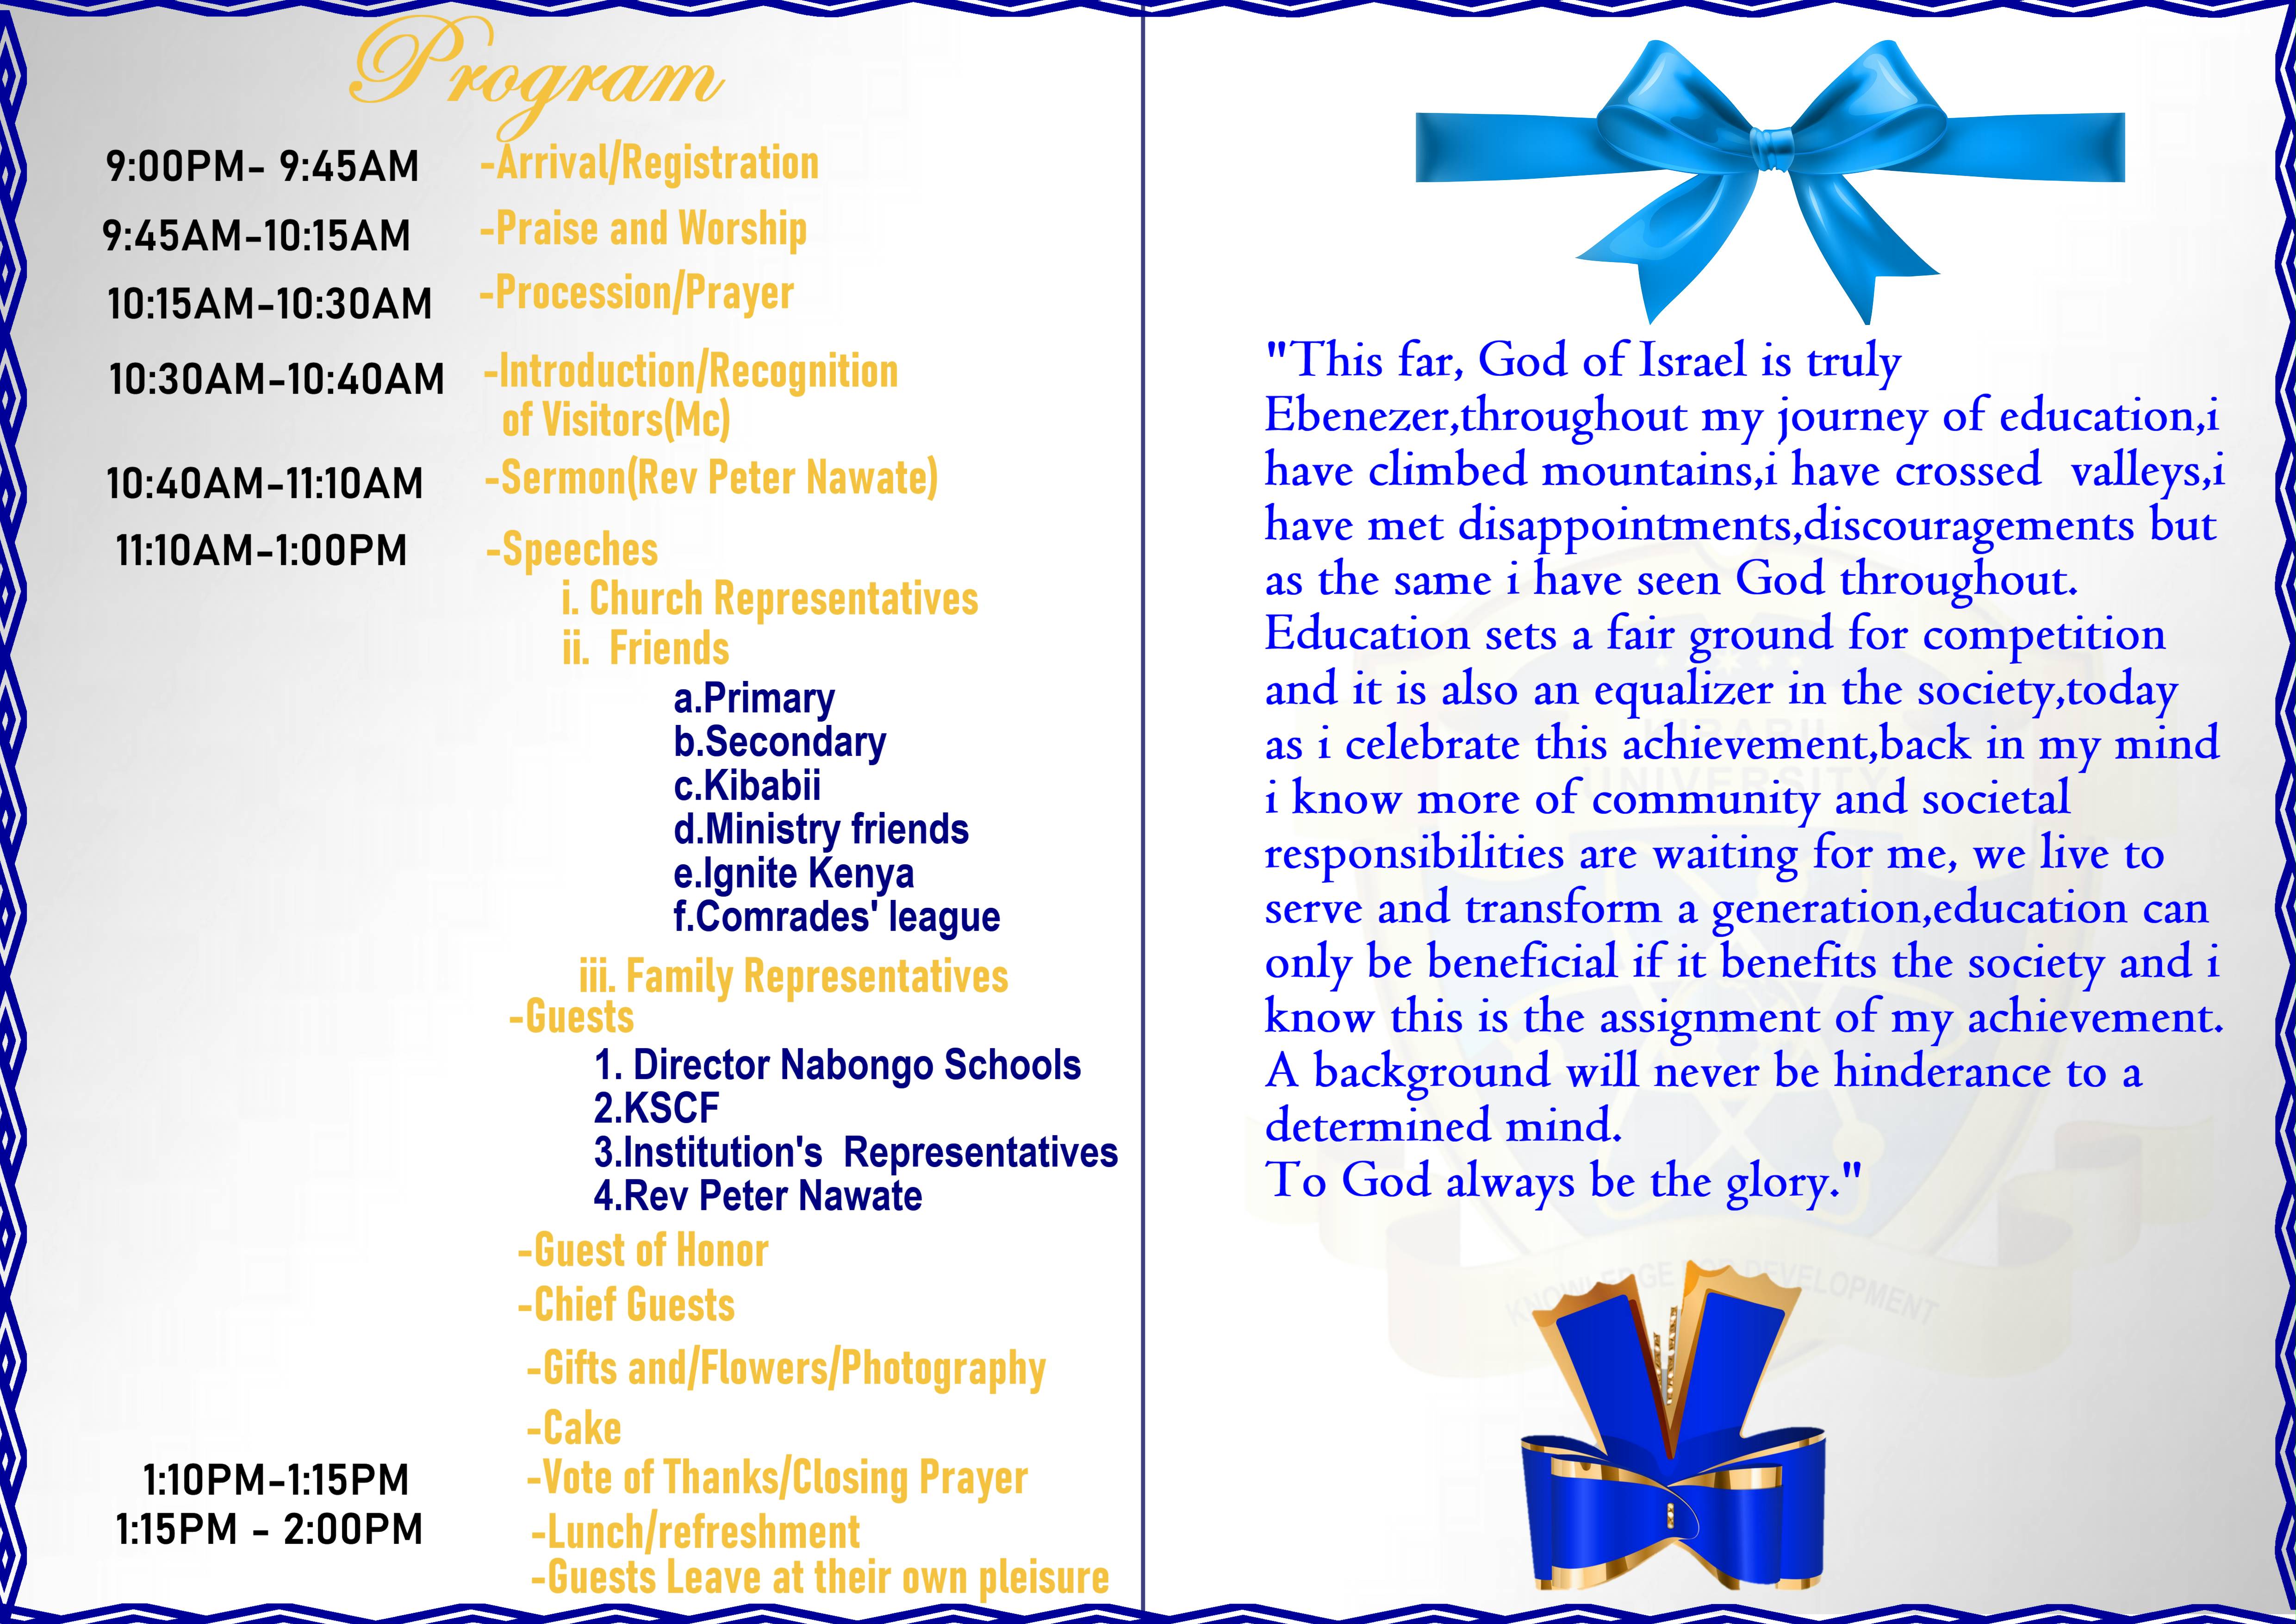 Program
9:00PM- 9:45AM -Arrival/Registration
9:45AM-10:15AM -Praise and Worship
10:15AM-10:30AM -Procession/Prayer
10:30AM-10:40AM -Introduction/Recognition
of Visitors(Mc)
10:40AM-11:10AM -Sermon(Rev Peter Nawate)
11:10AM-1:00PM -Speeches
i. Church Representatives
ii. Friends
a.Primary
b.Secondary
c.Kibabii
d.Ministry friends
e.Ignite Kenya
f.Comrades' league
iii. Family Representatives
-Guests
1. Director Nabongo Schools
2.KSCF
3.Institution's Representatives
4.Rev Peter Nawate
-Guest of Honor
-Chief Guests
-Gifts and/Flowers/Photography
-Cake
1:10PM-1:15PM -Vote of Thanks/Closing Prayer
1:15PM - 2:00PM -Lunch/refreshment
-Guests Leave at their own pleisure
"This far, God of Israel is truly
Ebenezer,throughout my journey of education,i
have climbed mountains,i have crossed valleys,i
have met disappointments,discouragements but
as the same i have seen God throughout.
Education sets a fair ground for competition
and it is also an equalizer in the society,today
as i celebrate this achievement,back in my mind
i know more of community and societal
responsibilities are waiting for me, we live to
serve and transform a generation,education can
only be beneficial if it benefits the society and i
know this is the assignment of my achievement.
A background will never be hinderance to a
determined mind.
To God always be the glory."
KIBABII
UNIVERSITY
KNOWLEDGE FOR DEVELOPMENT